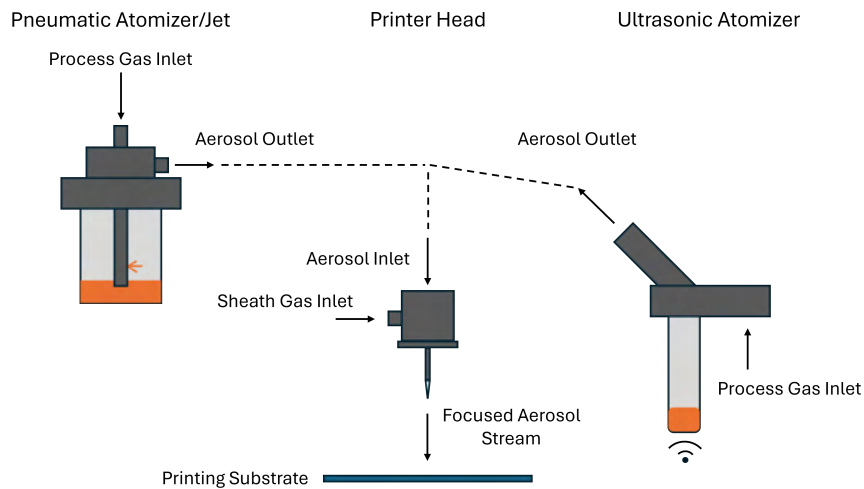 Pneumatic Atomizer/Jet
Printer Head
Ultrasonic Atomizer
Process Gas Inlet
Aerosol Outlet
Aerosol Outlet
Aerosol Inlet
Sheath Gas Inlet
Process Gas Inlet
Focused Aerosol
Stream
Printing Substrate